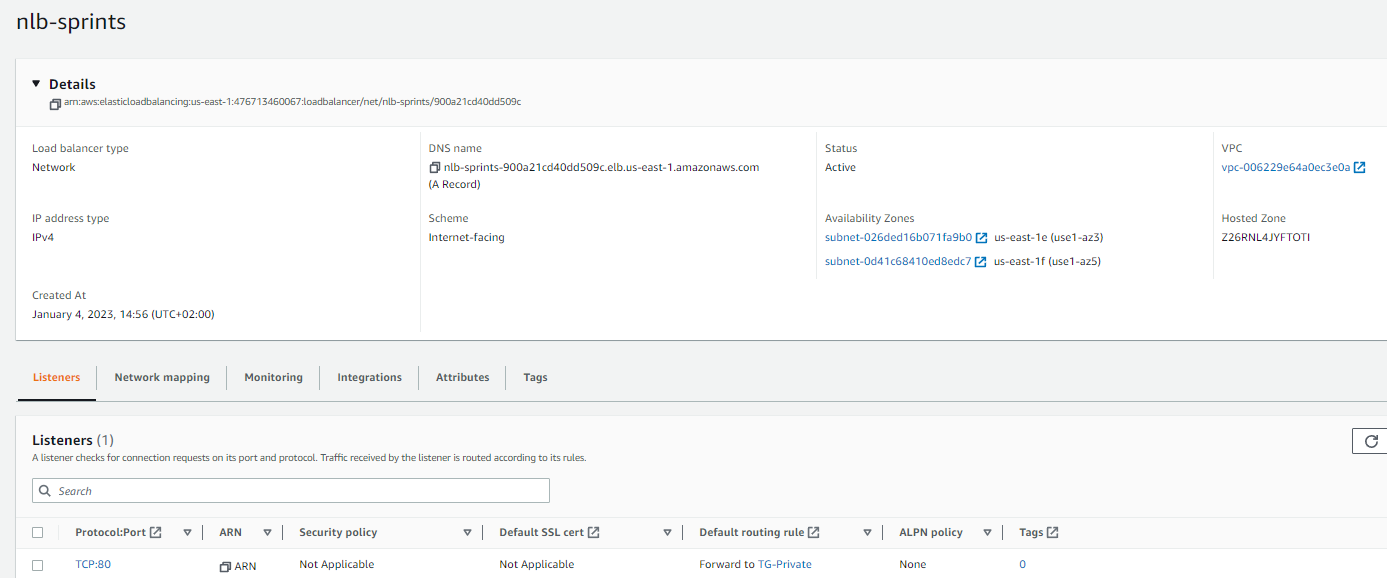 nlb-sprints
Details
arn:aws:elasticloadbalancing:us-east-1:476713460067:loadbalancer/net/nlb-sprints/900a21cd40dd509c
Load balancer type
Network
DNS name
nlb-sprints-900a21cd40dd509c.elb.us-east-1.amazonaws.com
(A Record)
Status
Active
VPC
vpc-006229e64a0ec3e0a
IP address type
IPv4
Scheme
Internet-facing
Availability Zones
subnet-026ded16b071fa9b0 us-east-1e (use1-az3)
subnet-0d41c68410ed8edc7 us-east-1f (use1-az5)
Hosted Zone
Z26RNL4JYFTOTI
Created At
January 4, 2023, 14:56 (UTC+02:00)
Listeners Network mapping Monitoring Integrations Attributes Tags
Listeners (1)
A listener checks for connection requests on its port and protocol. Traffic received by the listener is routed according to its rules.
Search
Protocol:Port ARN Security policy Default SSL cert Default routing rule ALPN policy Tags
TCP:80 ARN Not Applicable Not Applicable Forward to TG-Private None 0